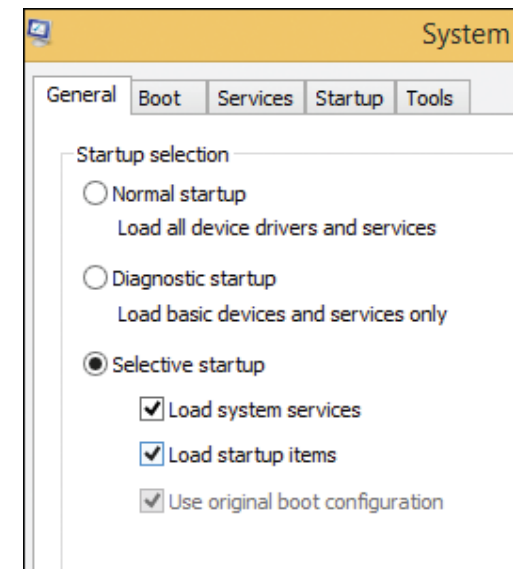 System
General Boot Services Startup Tools
Startup selection
Normal startup
Load all device drivers and services
Diagnostic startup
Load basic devices and services only
Selective startup
Load system services
Load startup items
Use original boot configuration